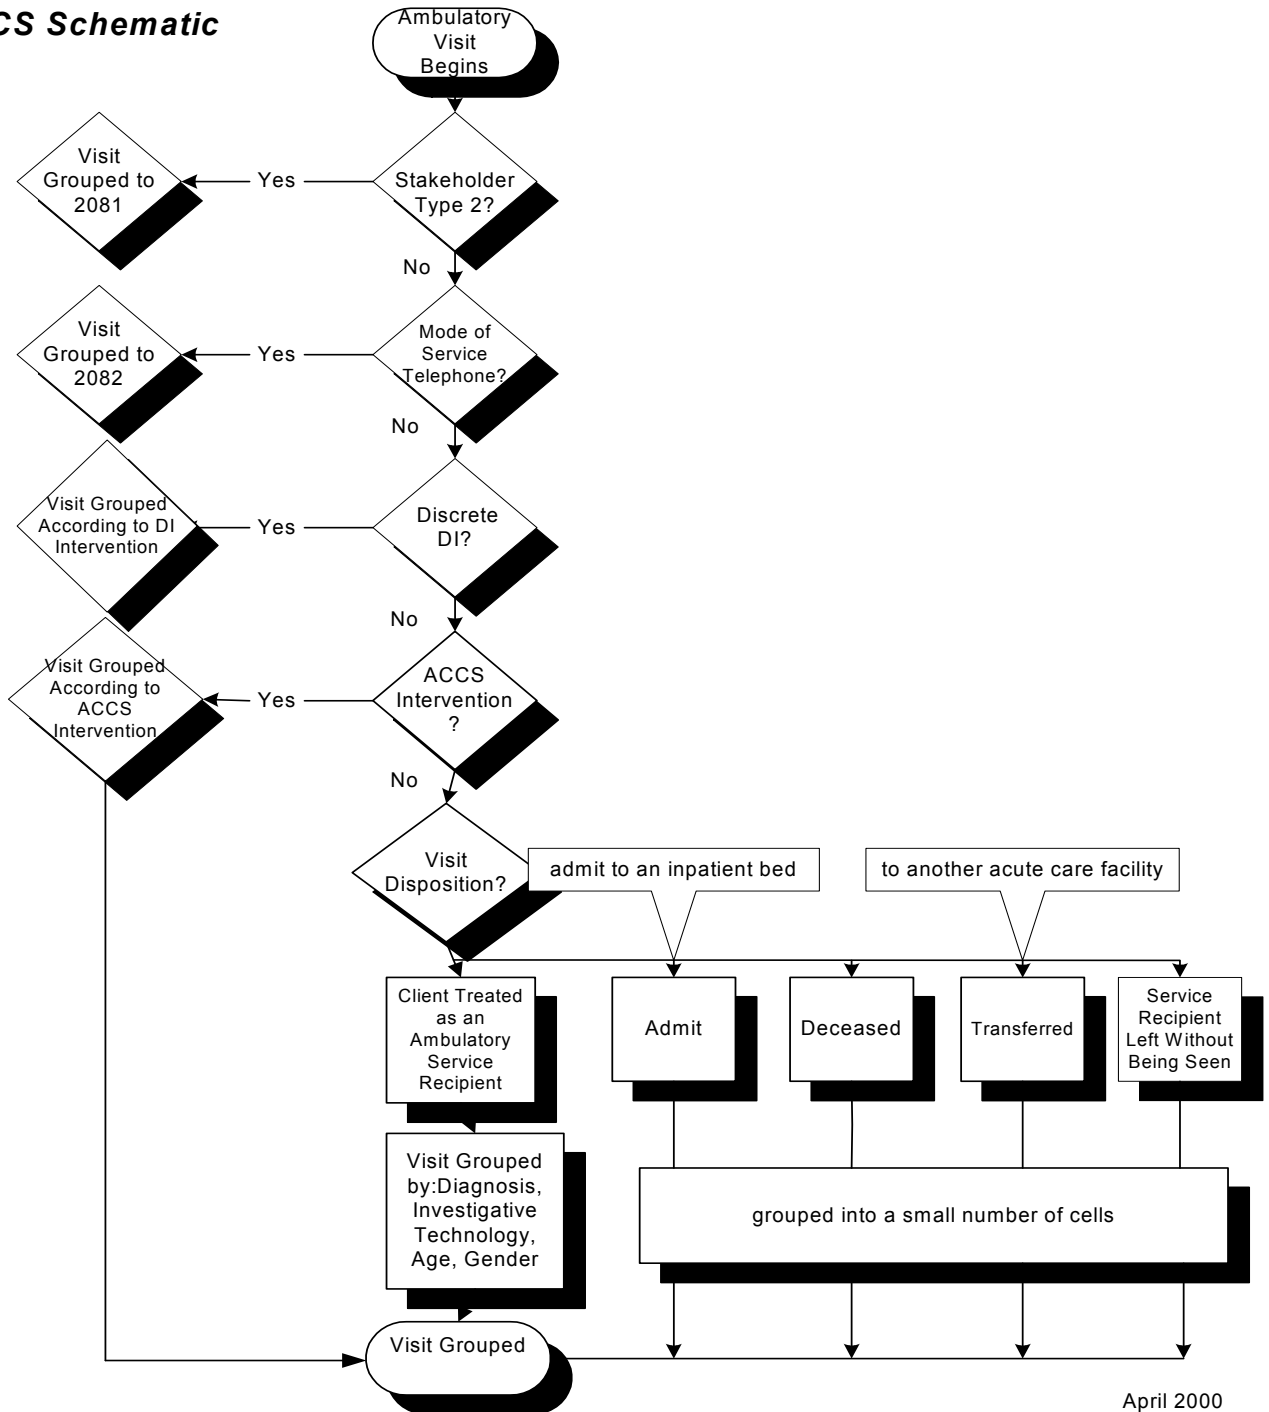 CS Schematic
Ambulatory
Visit
Begins
Visit
Grouped to
2081
Yes
Stakeholder
Type 2?
No
Visit
Grouped to
2082
Yes
Mode of
Service
Telephone?
No
Visit Grouped
According to DI
Intervention
Yes
Discrete
DI?
No
Visit Grouped
According to
ACCS
Intervention
Yes
ACCS
Intervention
?
No
Visit
Disposition?
admit to an inpatient bed
to another acute care facility
Client Treated
as an
Ambulatory
Service
Recipient
Admit
Deceased
Transferred
Service
Recipient
Left Without
Being Seen
Visit Grouped
by:Diagnosis,
Investigative
Technology,
Age, Gender
grouped into a small number of cells
Visit Grouped
April 2000